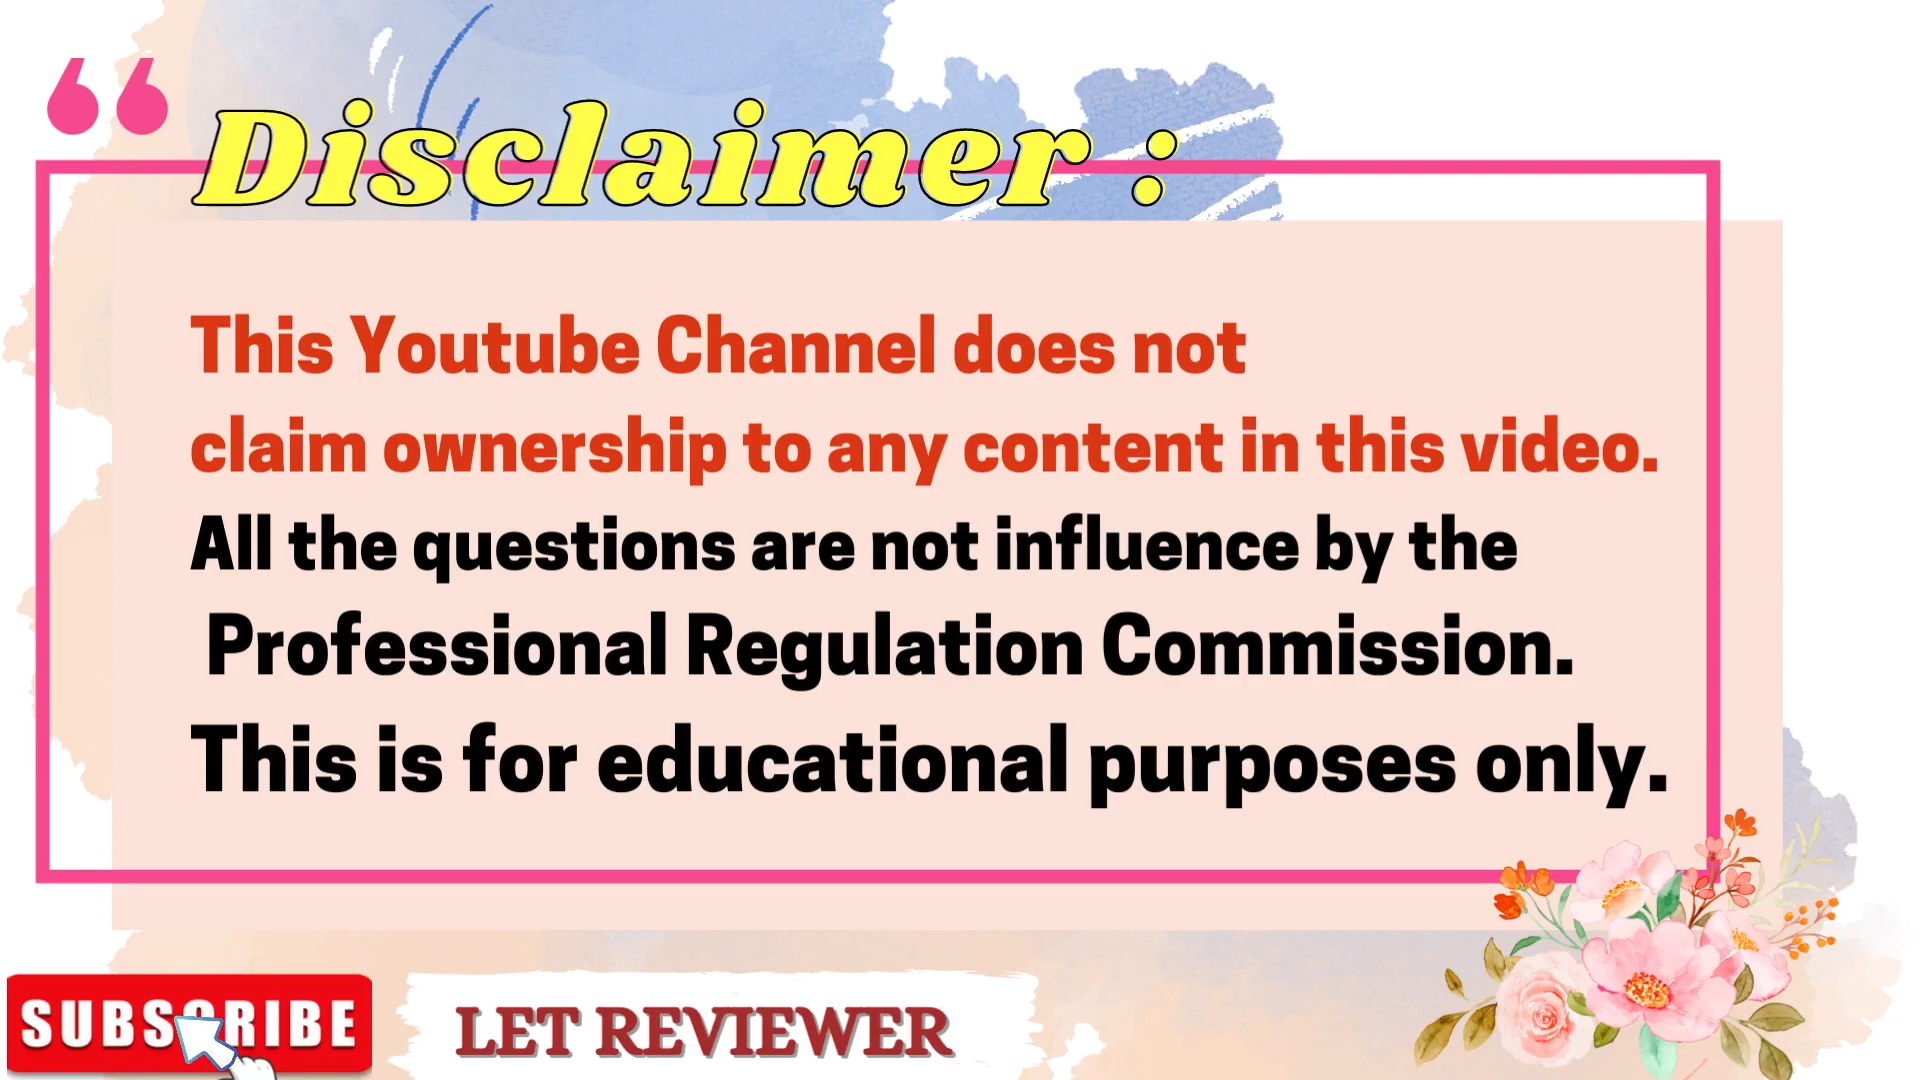 Disclaimer :
This Youtube Channel does not
claim ownership to any content in this video.
All the questions are not influence by the
Professional Regulation Commission.
This is for educational purposes only.
SUBSCRIBE
LET REVIEWER